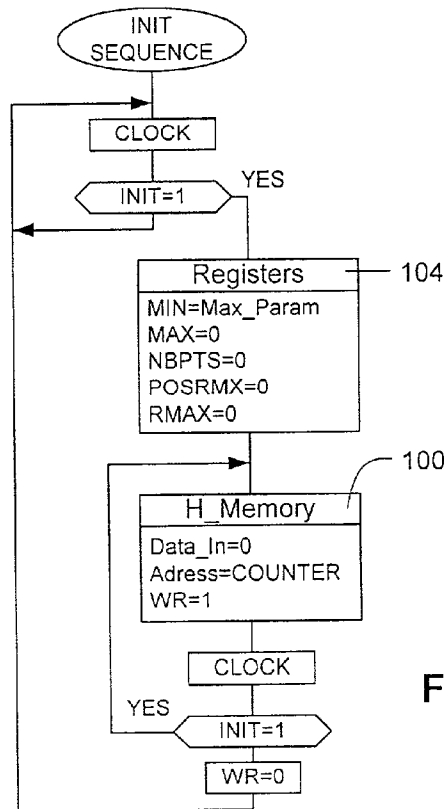 INIT
SEQUENCE
CLOCK
YES
INIT=1
Registers
104
MIN=Max_Param
MAX=0
NBPTS=0
POSRMX=0
RMAX=0
100
H_Memory
Data_In=0
Adress=COUNTER
WR=1
CLOCK
YES
INIT=1
WR=0
F